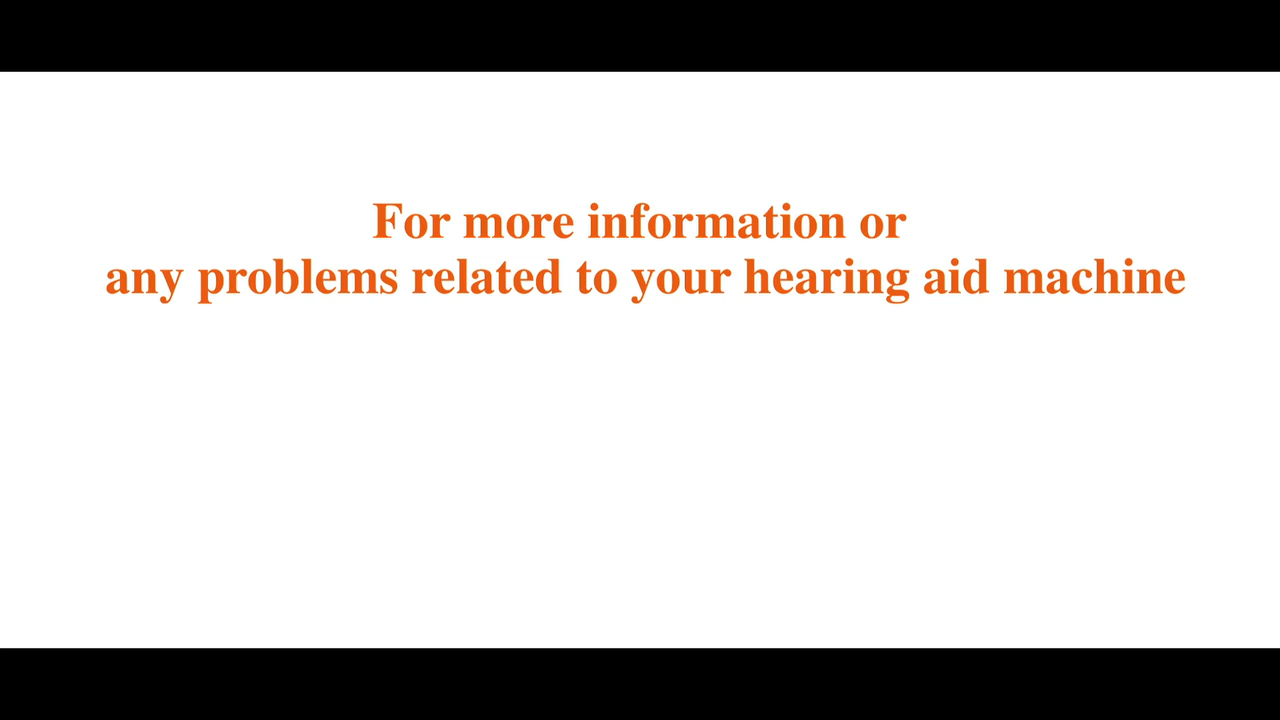 For more information or
any problems related to your hearing aid machine